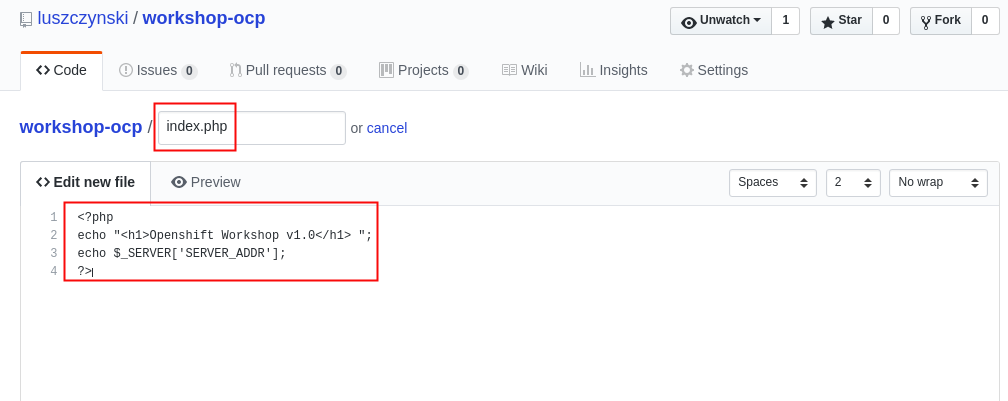 luszczynski / workshop-ocp
Unwatch 1 Star 0 Fork 0
Code Issues 0 Pull requests 0 Projects 0 Wiki Insights Settings
workshop-ocp / index.php or cancel
Edit new file Preview Spaces 2 No wrap
1 <?php
2 echo "<h1>Openshift Workshop v1.0</h1> ";
3 echo $_SERVER['SERVER_ADDR'];
4 ?>